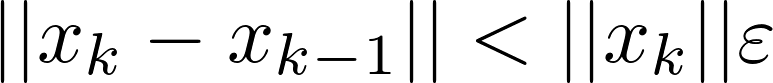 ||x_k − x_{k−1}|| < ||x_k||ε